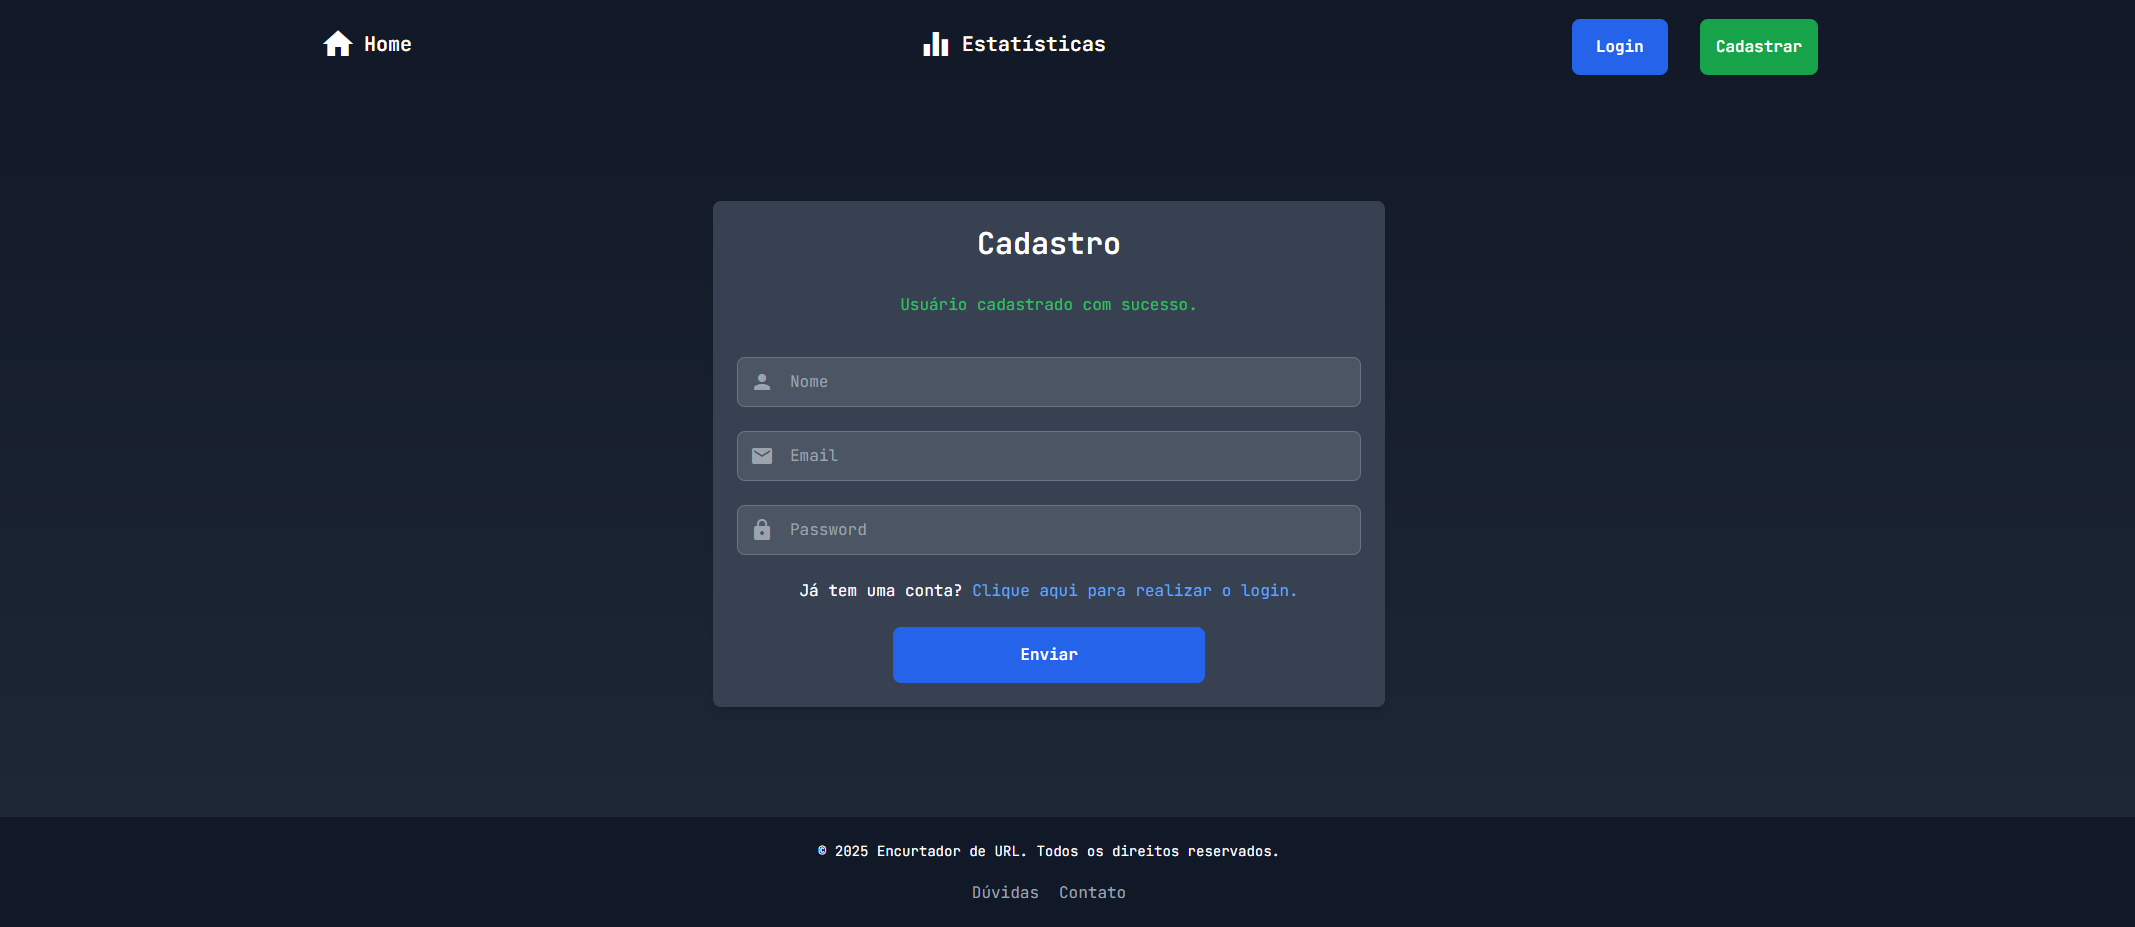 Home
Estatísticas
Login
Cadastrar
Cadastro
Usuário cadastrado com sucesso.
Nome
Email
Password
Já tem uma conta? Clique aqui para realizar o login.
Enviar
© 2025 Encurtador de URL. Todos os direitos reservados.
Dúvidas Contato